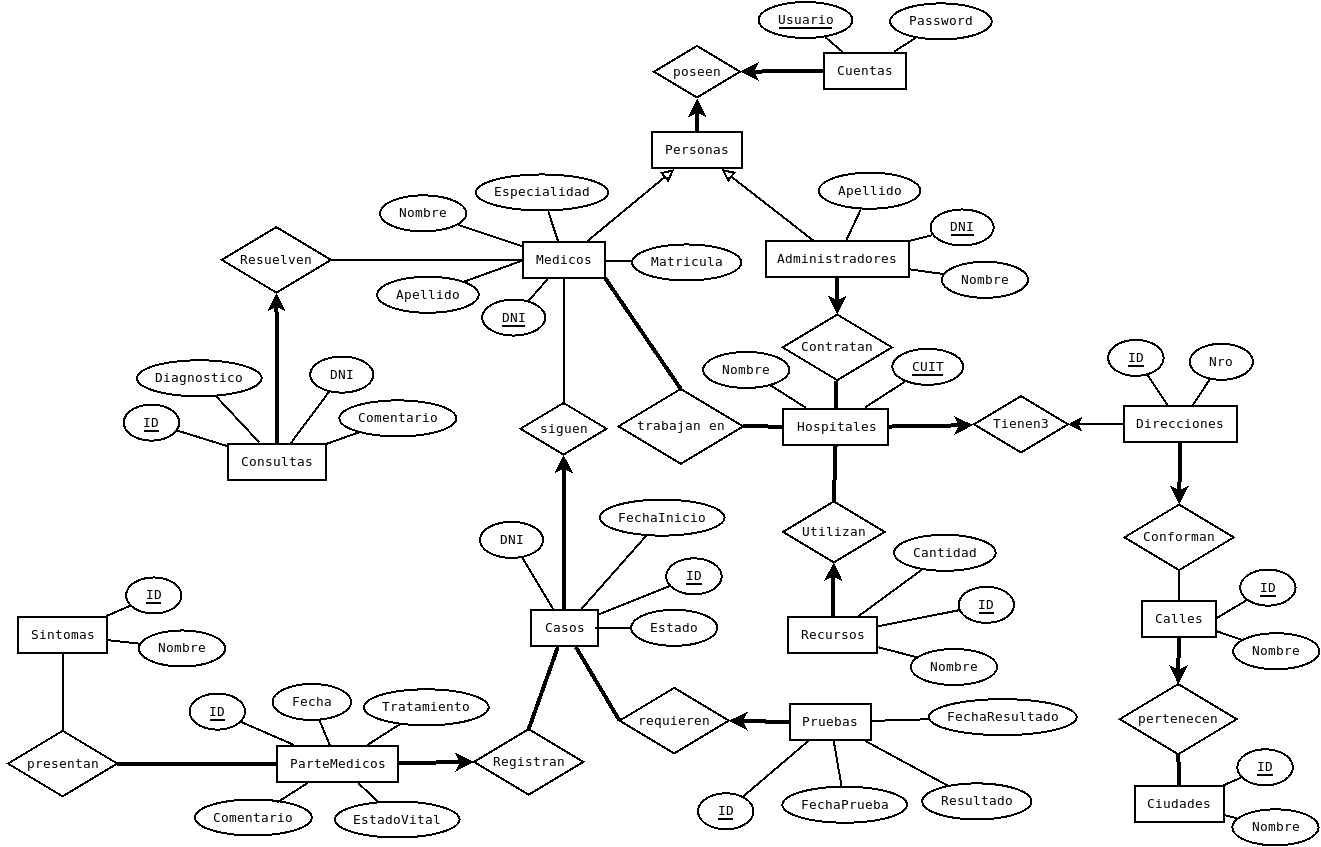 Usuario
Password
Cuentas
poseen
Personas
Especialidad
Nombre
Apellido
DNI
Resuelven
Medicos
Matricula
Administradores
Nombre
Apellido
DNI
Contratan
Diagnostico
DNI
Nombre
CUIT
ID
Nro
ID
Comentario
siguen
trabajan en
Hospitales
Tienen3
Direcciones
Consultas
FechaInicio
DNI
Utilizan
Conforman
Cantidad
ID
ID
ID
ID
Casos
Estado
Recursos
Calles
Sintomas
Nombre
Nombre
Nombre
ID
Fecha
Tratamiento
requieren
Pruebas
FechaResultado
pertenecen
presentan
ParteMedicos
Registran
ID
Comentario
EstadoVital
ID
FechaPrueba
Resultado
Ciudades
Nombre